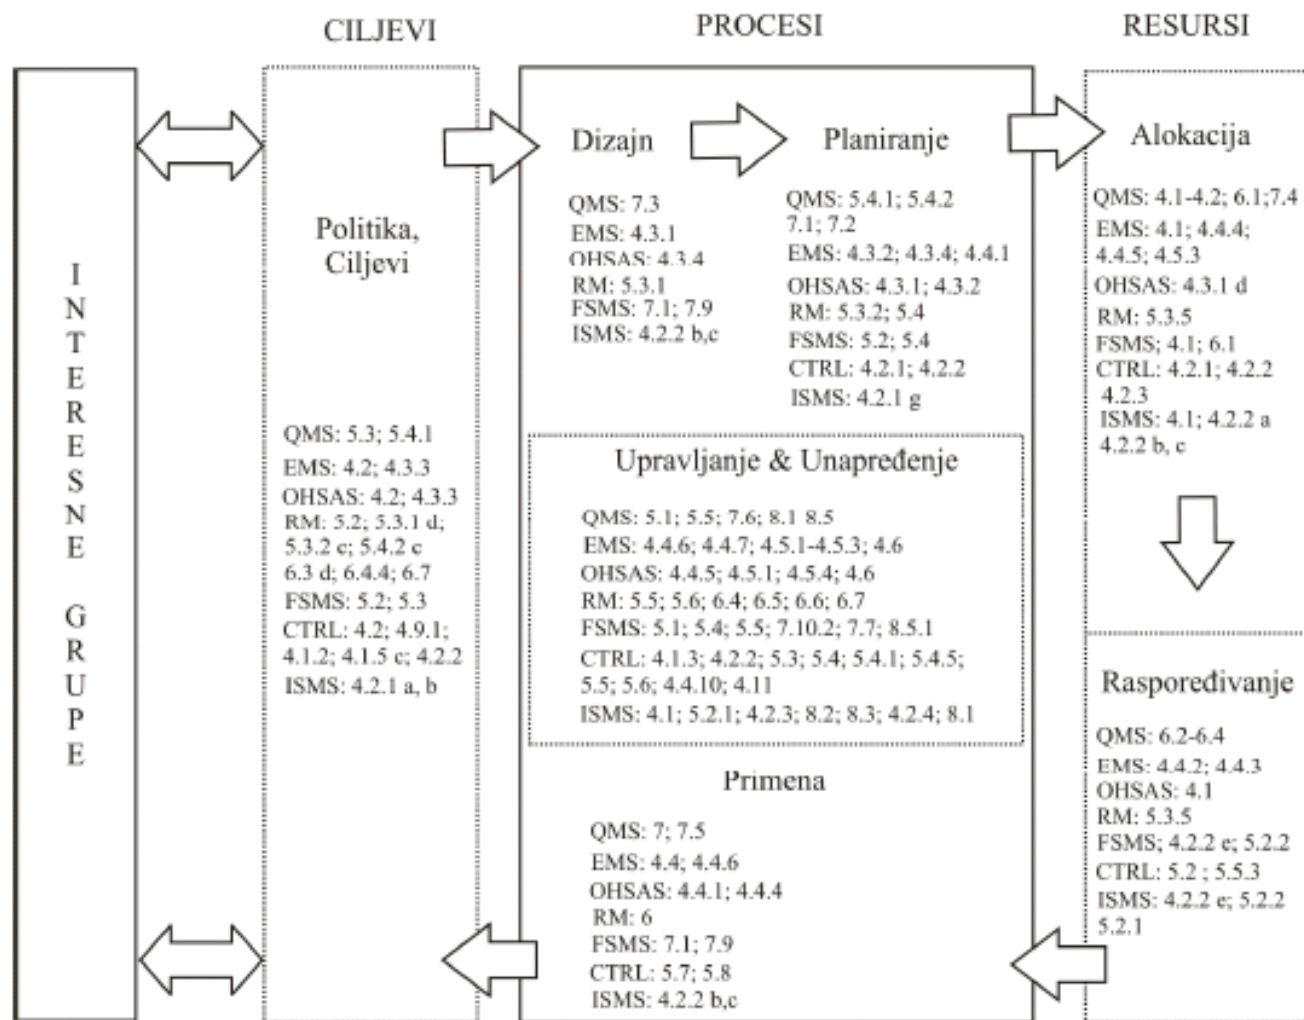 CILJEVI
PROCESI
RESURSI
INTERESNE GRUPE
Politika,
Ciljevi
QMS: 5.3; 5.4.1
EMS: 4.2; 4.3.3
OHSAS: 4.2; 4.3.3
RM: 5.2; 5.3.1 d;
5.3.2 c; 5.4.2 c
6.3 d; 6.4.4; 6.7
FSMS: 5.2; 5.3
CTRL: 4.2; 4.9.1;
4.1.2; 4.1.5 c; 4.2.2
ISMS: 4.2.1 a, b
Dizajn
QMS: 7.3
EMS: 4.3.1
OHSAS: 4.3.4
RM: 5.3.1
FSMS: 7.1; 7.9
ISMS: 4.2.2 b,c
Planiranje
QMS: 5.4.1; 5.4.2
7.1; 7.2
EMS: 4.3.2; 4.3.4; 4.4.1
OHSAS: 4.3.1; 4.3.2
RM: 5.3.2; 5.4
FSMS: 5.2; 5.4
CTRL: 4.2.1; 4.2.2
ISMS: 4.2.1 g
Upravljanje & Unapređenje
QMS: 5.1; 5.5; 7.6; 8.1 8.5
EMS: 4.4.6; 4.4.7; 4.5.1-4.5.3; 4.6
OHSAS: 4.4.5; 4.5.1; 4.5.4; 4.6
RM: 5.5; 5.6; 6.4; 6.5; 6.6; 6.7
FSMS: 5.1; 5.4; 5.5; 7.10.2; 7.7; 8.5.1
CTRL: 4.1.3; 4.2.2; 5.3; 5.4; 5.4.1; 5.4.5;
5.5; 5.6; 4.4.10; 4.11
ISMS: 4.1; 5.2.1; 4.2.3; 8.2; 8.3; 4.2.4; 8.1
Primena
QMS: 7; 7.5
EMS: 4.4; 4.4.6
OHSAS: 4.4.1; 4.4.4
RM: 6
FSMS: 7.1; 7.9
CTRL: 5.7; 5.8
ISMS: 4.2.2 b,c
Alokacija
QMS: 4.1-4.2; 6.1;7.4
EMS: 4.1; 4.4.4;
4.4.5; 4.5.3
OHSAS: 4.3.1 d
RM: 5.3.5
FSMS; 4.1; 6.1
CTRL: 4.2.1; 4.2.2
4.2.3
ISMS: 4.1; 4.2.2 a
4.2.2 b, c
Raspoređivanje
QMS: 6.2-6.4
EMS: 4.4.2; 4.4.3
OHSAS: 4.1
RM: 5.3.5
FSMS; 4.2.2 e; 5.2.2
CTRL: 5.2 ; 5.5.3
ISMS: 4.2.2 e; 5.2.2
5.2.1